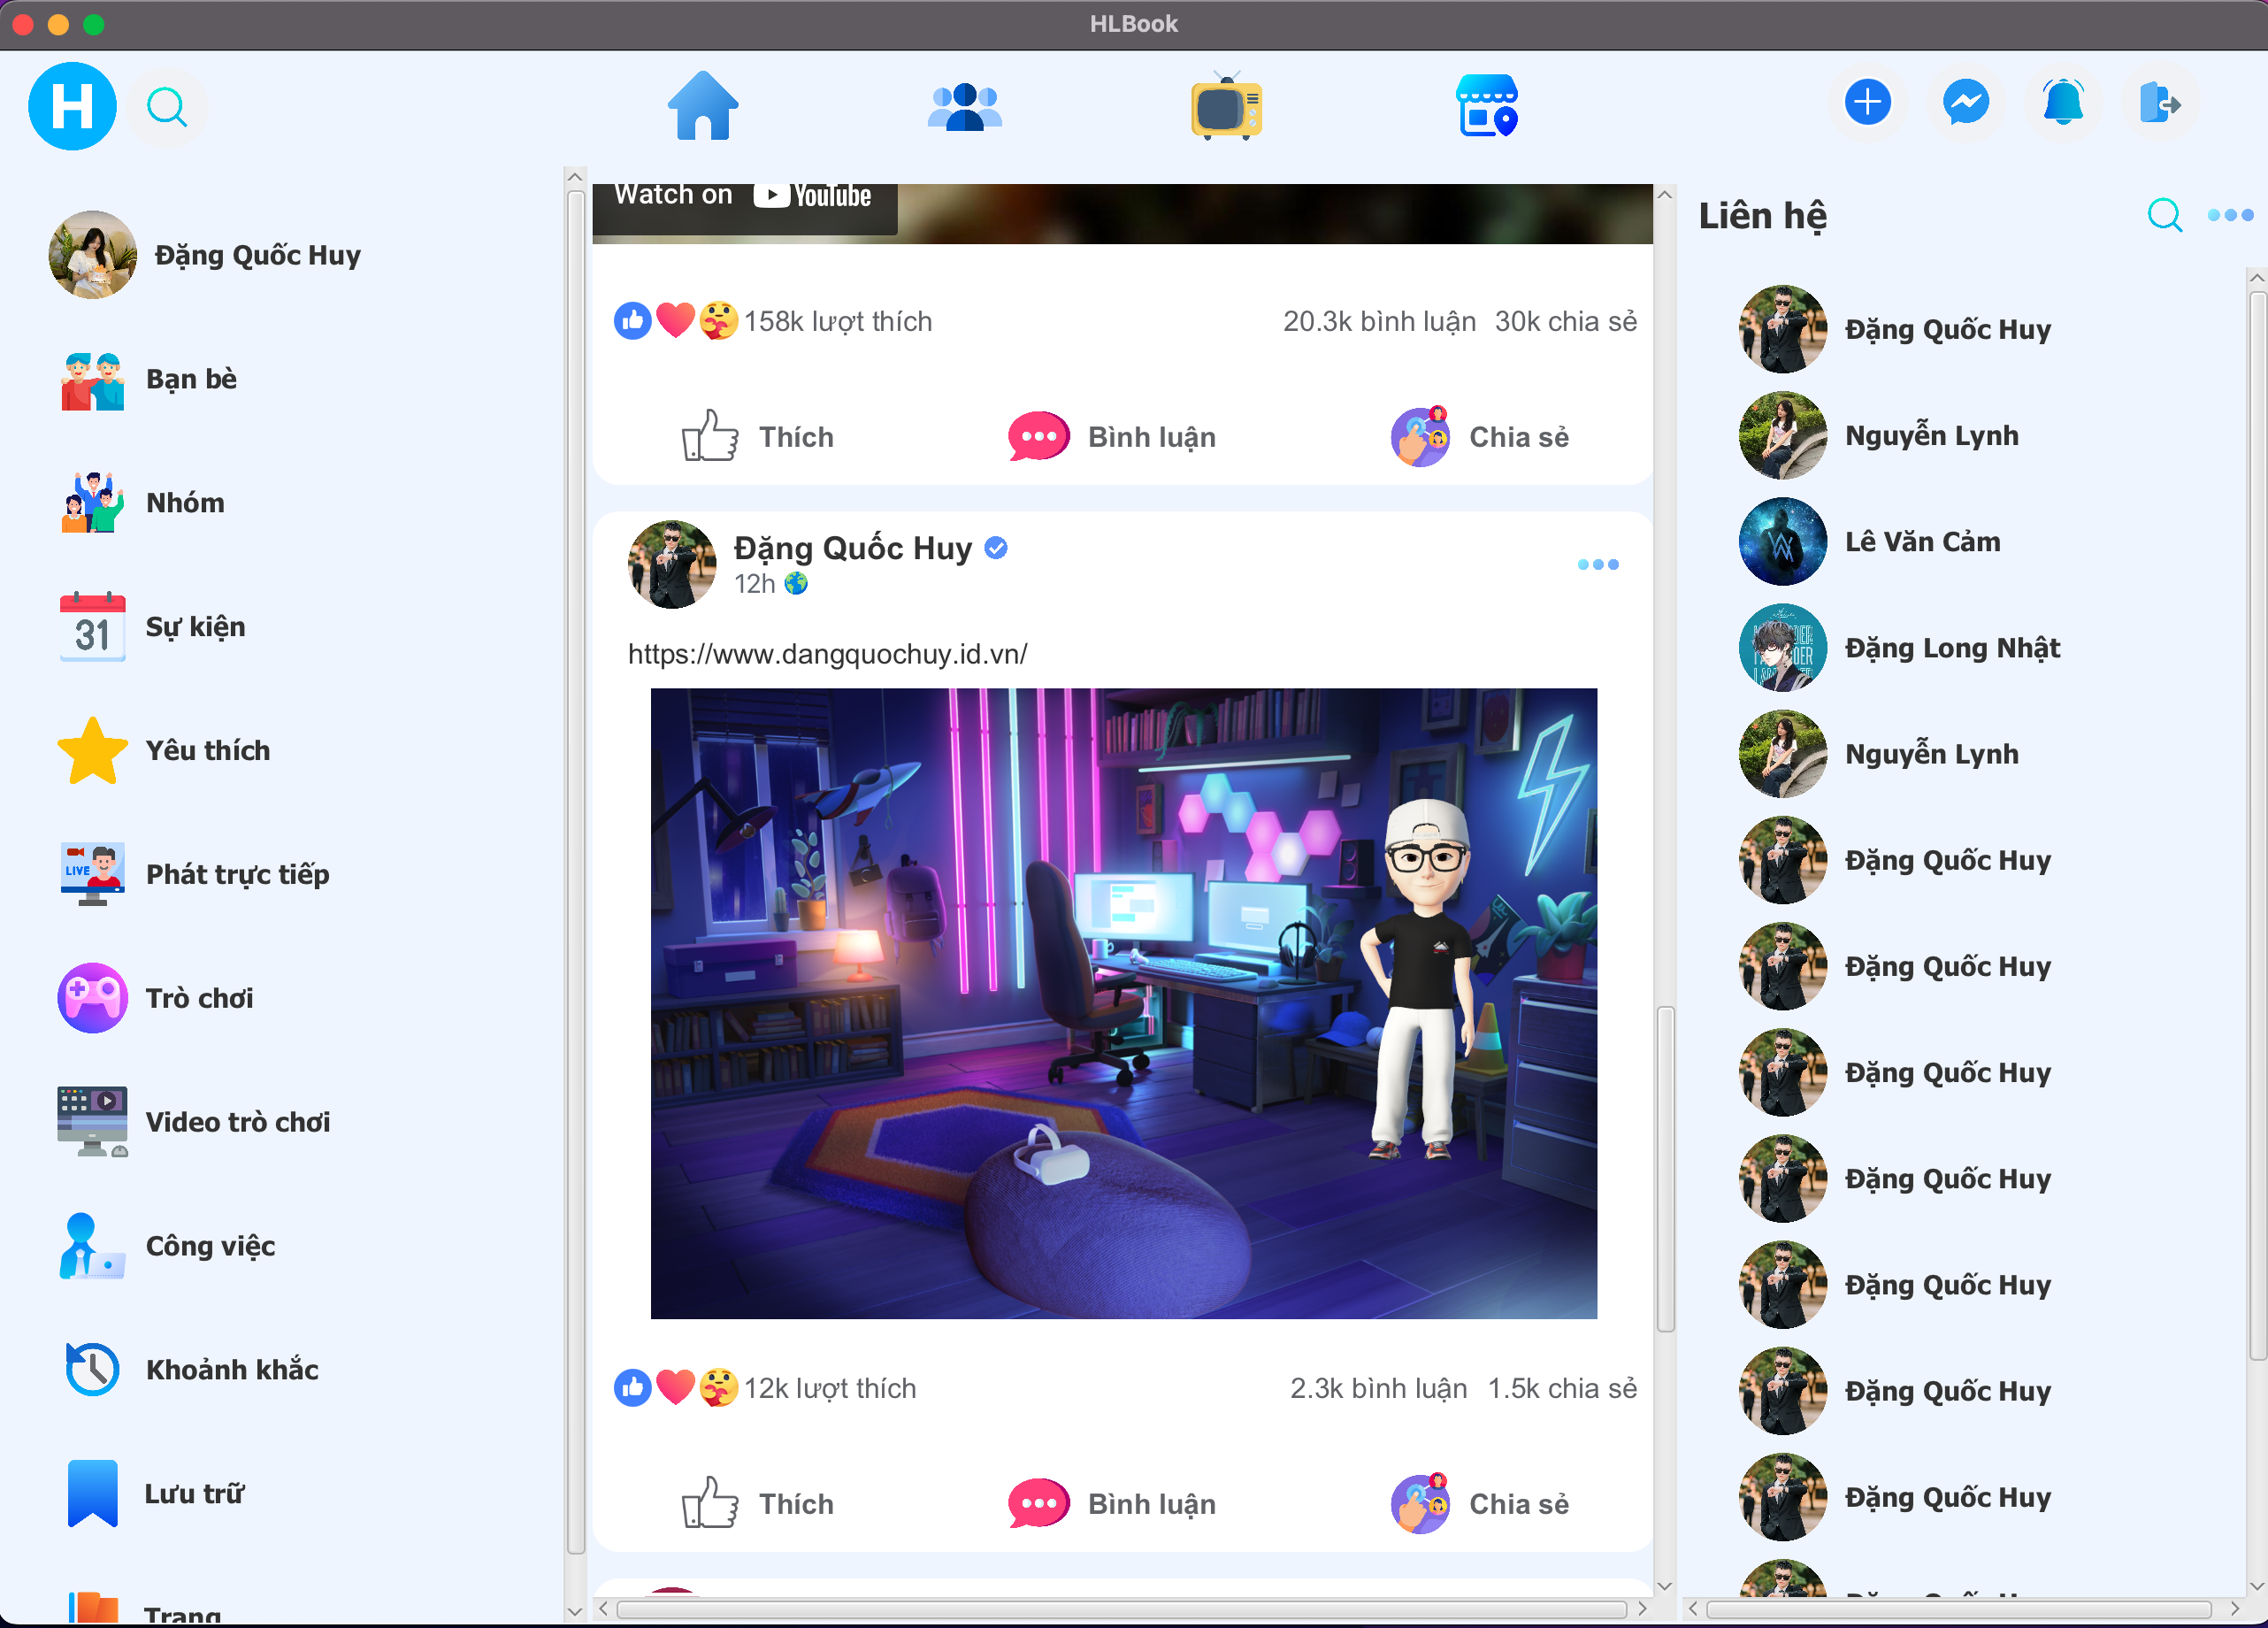 HLBook
H
Đặng Quốc Huy
Bạn bè
Nhóm
31
Sự kiện
Yêu thích
LIVE
Phát trực tiếp
Trò chơi
Video trò chơi
Công việc
Khoảnh khắc
Lưu trữ
Trang
Watch on YouTube
158k lượt thích 20.3k bình luận 30k chia sẻ
Thích Bình luận Chia sẻ
Đặng Quốc Huy
12h
https://www.dangquochuy.id.vn/
12k lượt thích 2.3k bình luận 1.5k chia sẻ
Thích Bình luận Chia sẻ
Liên hệ
Đặng Quốc Huy
Nguyễn Lynh
Lê Văn Cảm
Đặng Long Nhật
Nguyễn Lynh
Đặng Quốc Huy
Đặng Quốc Huy
Đặng Quốc Huy
Đặng Quốc Huy
Đặng Quốc Huy
Đặng Quốc Huy
Đặng Quốc Huy